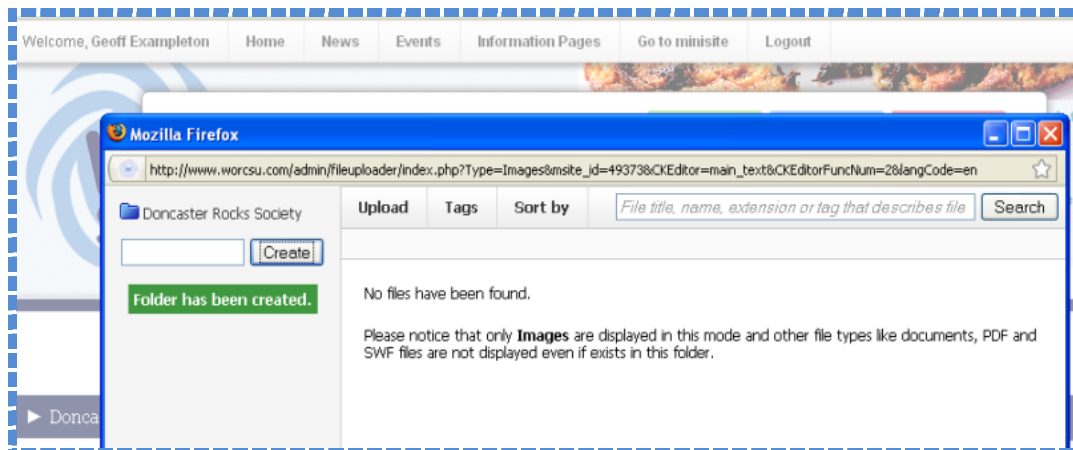 Welcome, Geoff Exampleton Home News Events Information Pages Go to minisite Logout
Mozilla Firefox
http://www.worcsu.com/admin/fileuploader/index.php?Type=Images&msite_id=49373&CKEditor=main_text&CKEditorFuncNum=2&langCode=en
Doncaster Rocks Society
Upload Tags Sort by File title, name, extension or tag that describes file Search
Create
Folder has been created.
No files have been found.
Please notice that only Images are displayed in this mode and other file types like documents, PDF and
SWF files are not displayed even if exists in this folder.
Donca